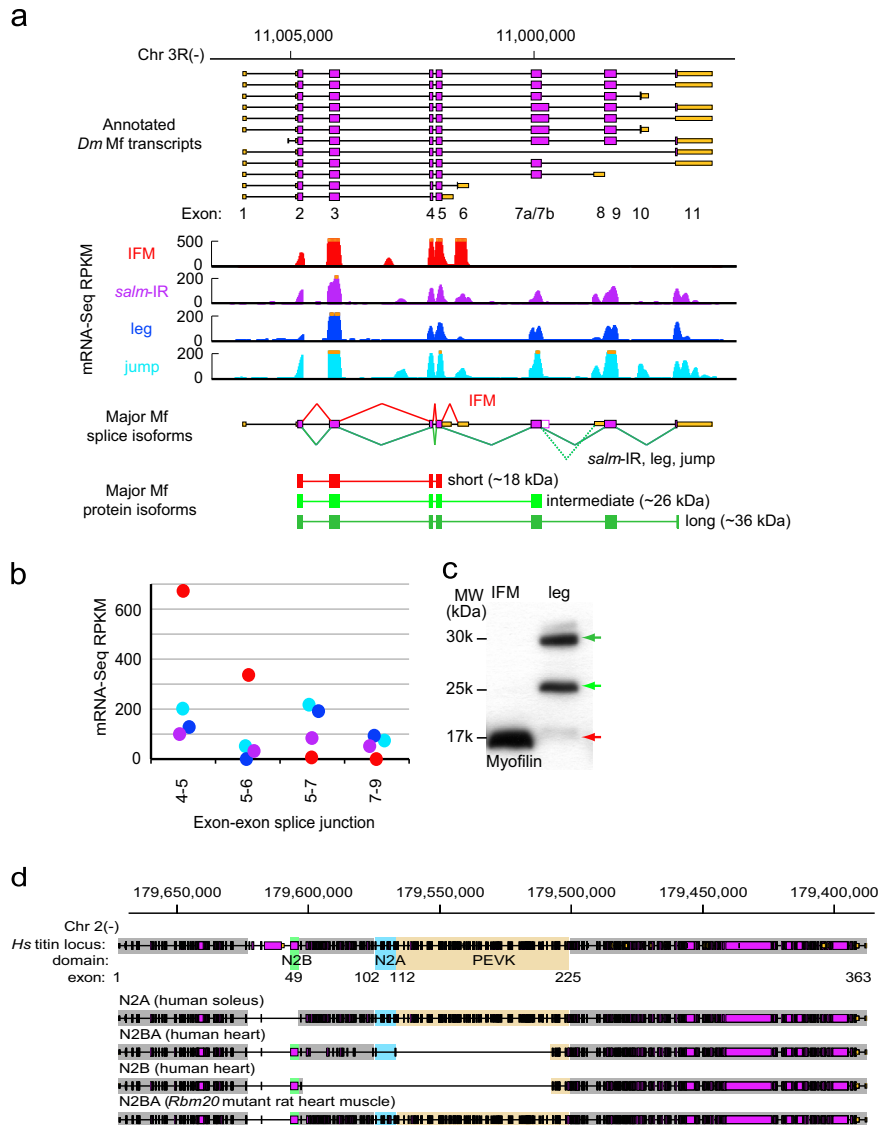 a
11,005,000 11,000,000
Chr 3R(-)
Annotated
Dm Mf transcripts
Exon: 1 2 3 4 5 6 7a/7b 8 9 10 11
mRNA-Seq RPKM
500
0
IFM
200
0
salm-IR
200
0
leg
200
0
jump
Major Mf
splice isoforms
IFM
salm-IR, leg, jump
Major Mf
protein isoforms
short (~18 kDa)
intermediate (~26 kDa)
long (~36 kDa)
b
mRNA-Seq RPKM
600
400
200
0
4-5 5-6 5-7 7-9
Exon-exon splice junction
c
MW
(kDa)
IFM leg
30k
25k
17k
Myofilin
d
179,650,000 179,600,000 179,550,000 179,500,000 179,450,000 179,400,000
Chr 2(-)
Hs titin locus:
domain: N2B N2A PEVK
exon: 1 49 102 112 225 363
N2A (human soleus)
N2BA (human heart)
N2B (human heart)
N2BA (Rbm20 mutant rat heart muscle)